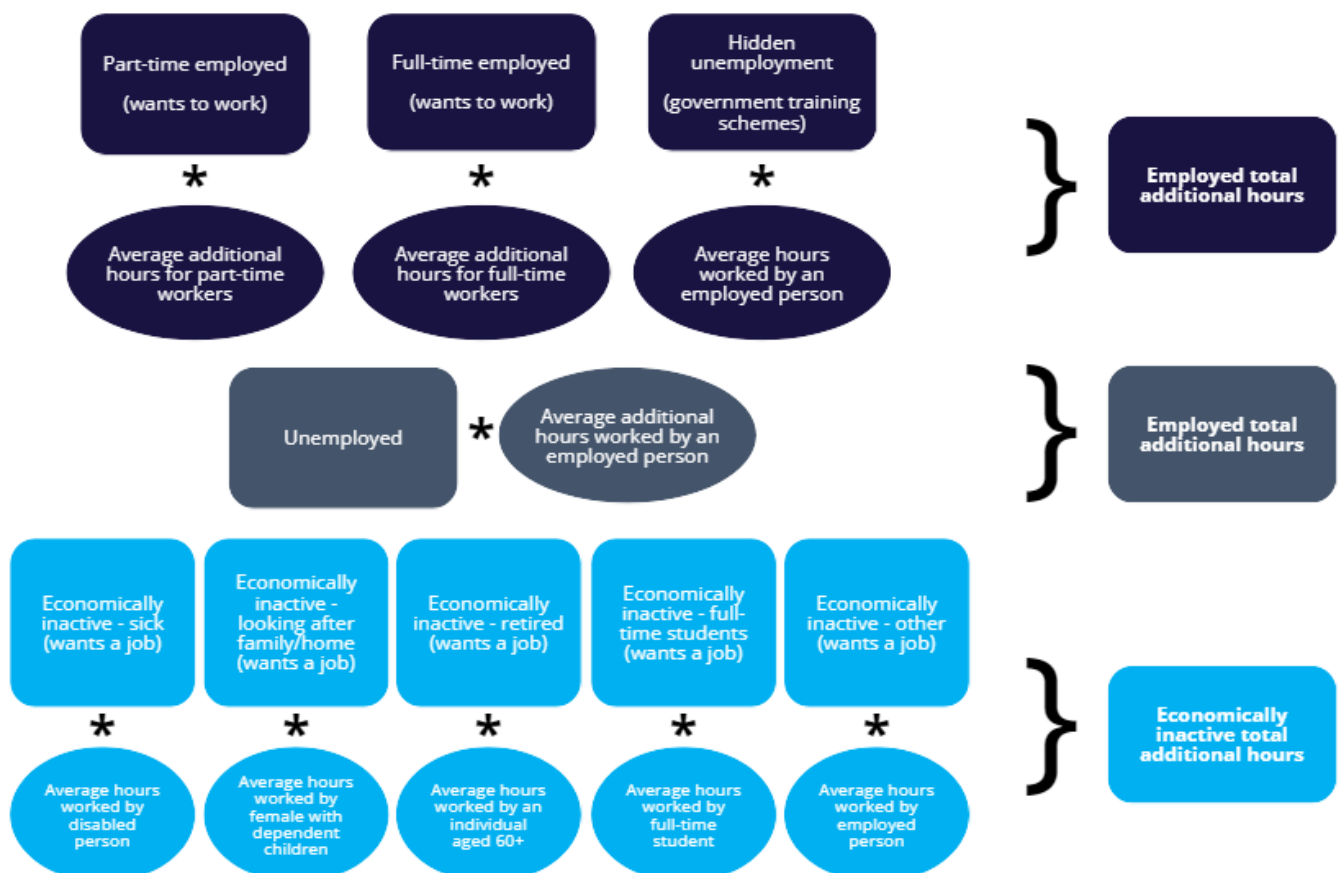 Part-time employed
(wants to work)
Full-time employed
(wants to work)
Hidden
unemployment
(government training
schemes)
*
*
*
Average additional
hours for part-time
workers
Average additional
hours for full-time
workers
Average hours
worked by an
employed person
}
Employed total
additional hours
Unemployed
*
Average additional
hours worked by an
employed person
}
Employed total
additional hours
Economically
inactive - sick
(wants a job)
Economically
inactive -
looking after
family/home
(wants a job)
Economically
inactive - retired
(wants a job)
Economically
inactive - full-
time students
(wants a job)
Economically
inactive - other
(wants a job)
*
*
*
*
*
Average hours
worked by
disabled
person
Average hours
worked by
female with
dependent
children
Average hours
worked by an
individual
aged 60+
Average hours
worked by
full-time
student
Average hours
worked by
employed
person
}
Economically
inactive total
additional hours